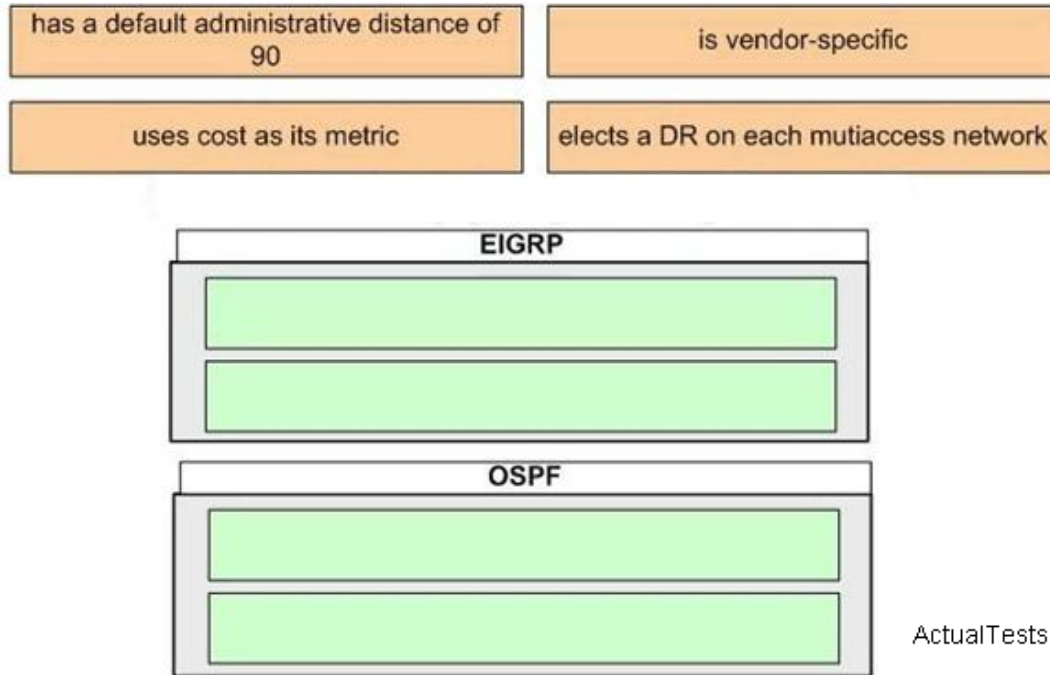 has a default administrative distance of
90
is vendor-specific
uses cost as its metric
elects a DR on each mutiaccess network
EIGRP
OSPF
ActualTests